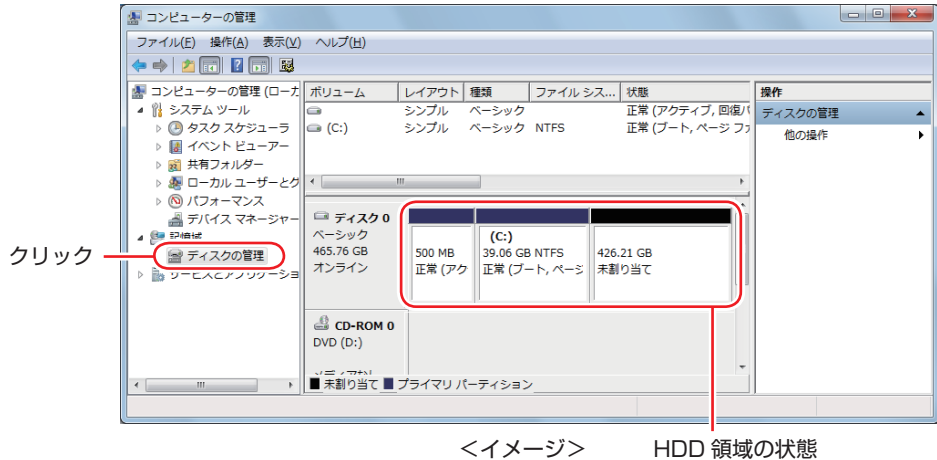 コンピューターの管理
ファイル(F) 操作(A) 表示(V) ヘルプ(H)
コンピューターの管理 (ローカ
システム ツール
タスク スケジューラ
イベント ビューアー
共有フォルダー
ローカル ユーザーとグ
パフォーマンス
デバイス マネージャー
記憶域
ディスクの管理
サービスとアプリケーショ
クリック
ボリューム レイアウト 種類 ファイル シス... 状態
シンプル ベーシック 正常 (アクティブ, 回復パ
(C:) シンプル ベーシック NTFS 正常 (ブート, ページ ファ
ディスク 0
ベーシック
465.76 GB
オンライン
500 MB
正常 (アク
(C:)
39.06 GB NTFS
正常 (ブート, ページ
426.21 GB
未割り当て
CD-ROM 0
DVD (D:)
未割り当て プライマリ パーティション
操作
ディスクの管理
他の操作
<イメージ>
HDD 領域の状態